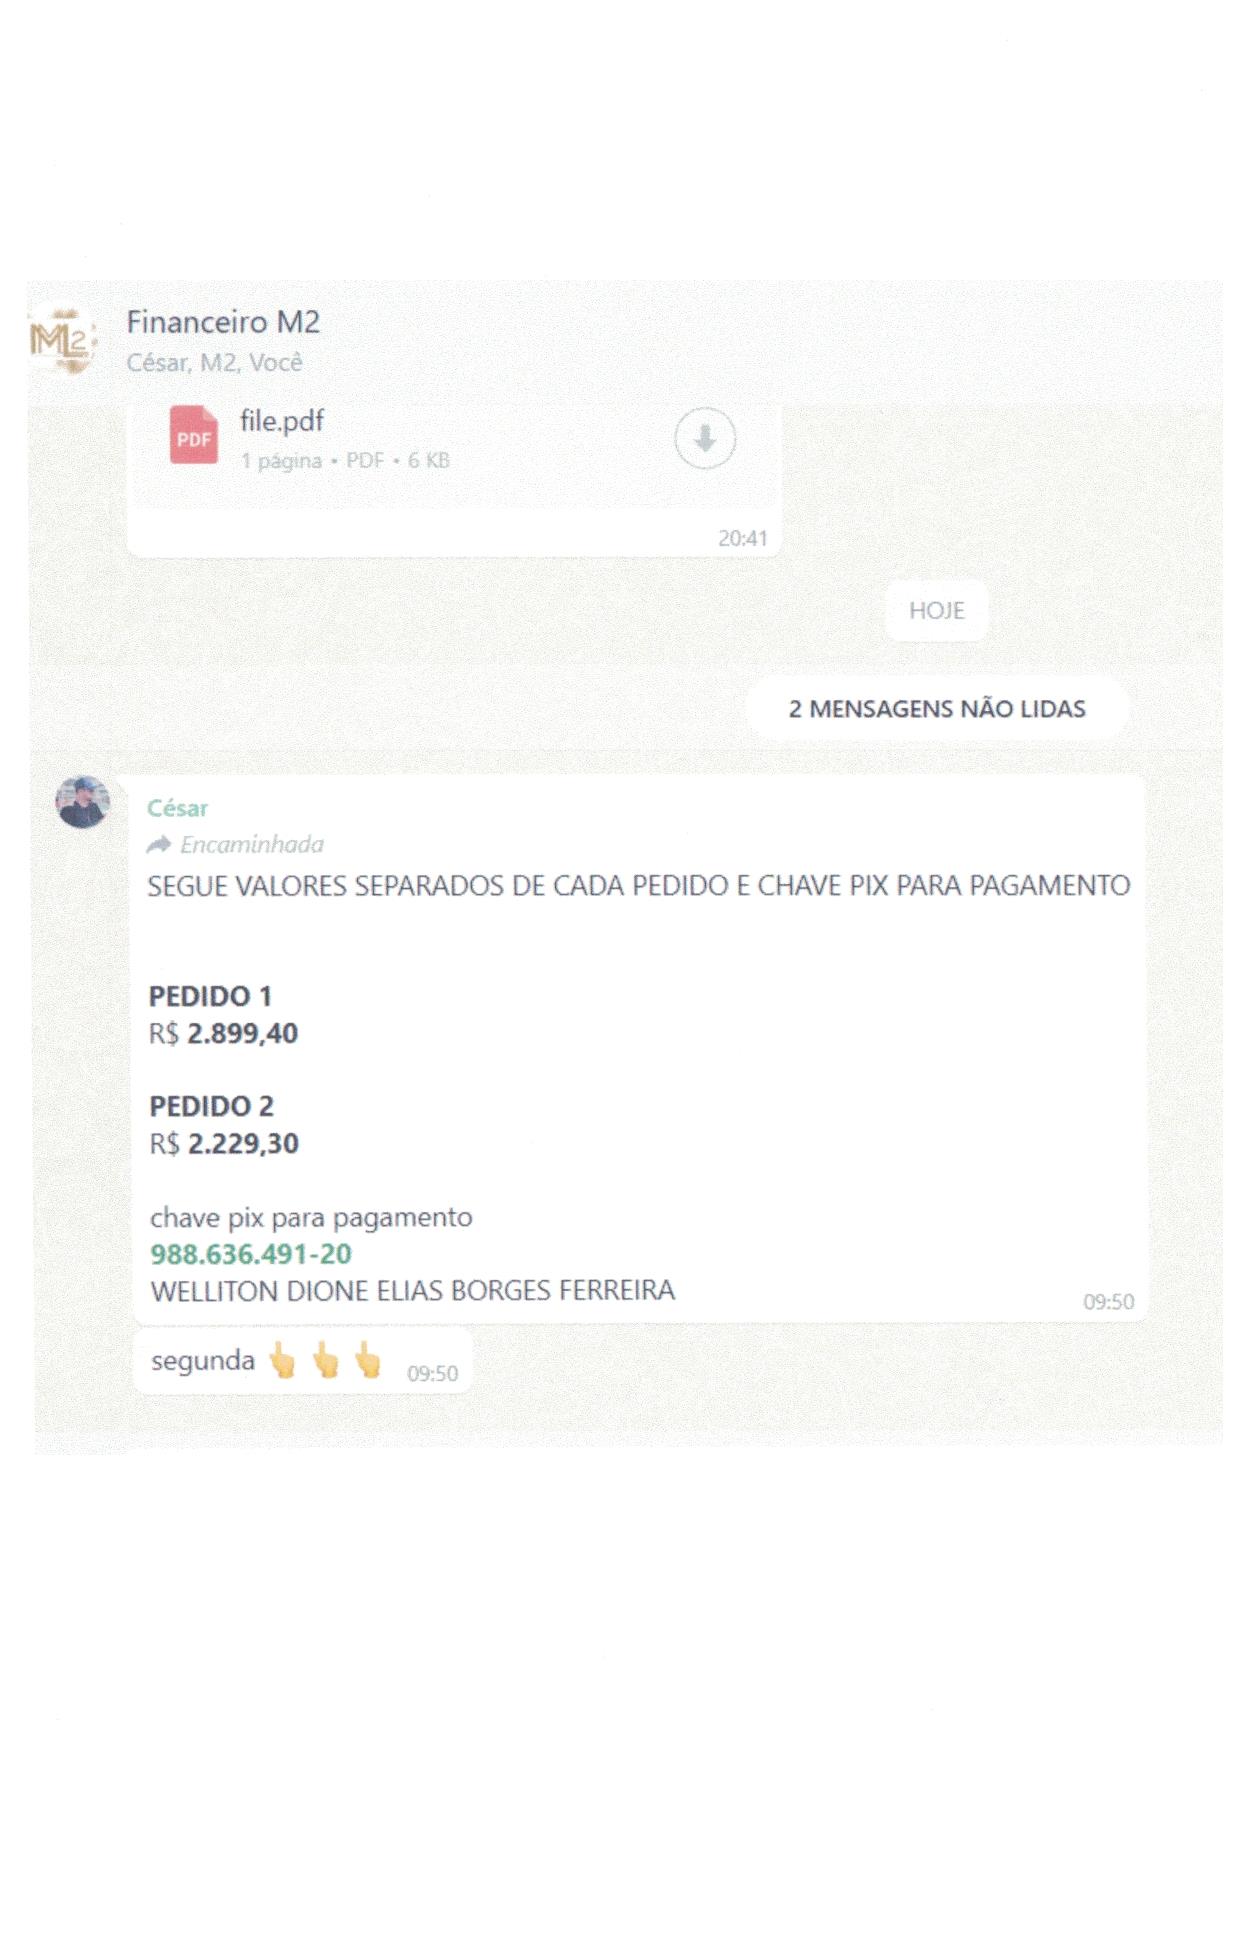 M2
Financeiro M2
César, M2, Você
PDF
file.pdf
1 página • PDF • 6 KB
20:41
HOJE
2 MENSAGENS NÃO LIDAS
César
Encaminhada
SEGUE VALORES SEPARADOS DE CADA PEDIDO E CHAVE PIX PARA PAGAMENTO
PEDIDO 1
R$ 2.899,40
PEDIDO 2
R$ 2.229,30
chave pix para pagamento
988.636.491-20
WELLITON DIONE ELIAS BORGES FERREIRA
09:50
segunda 👆👆👆 09:50